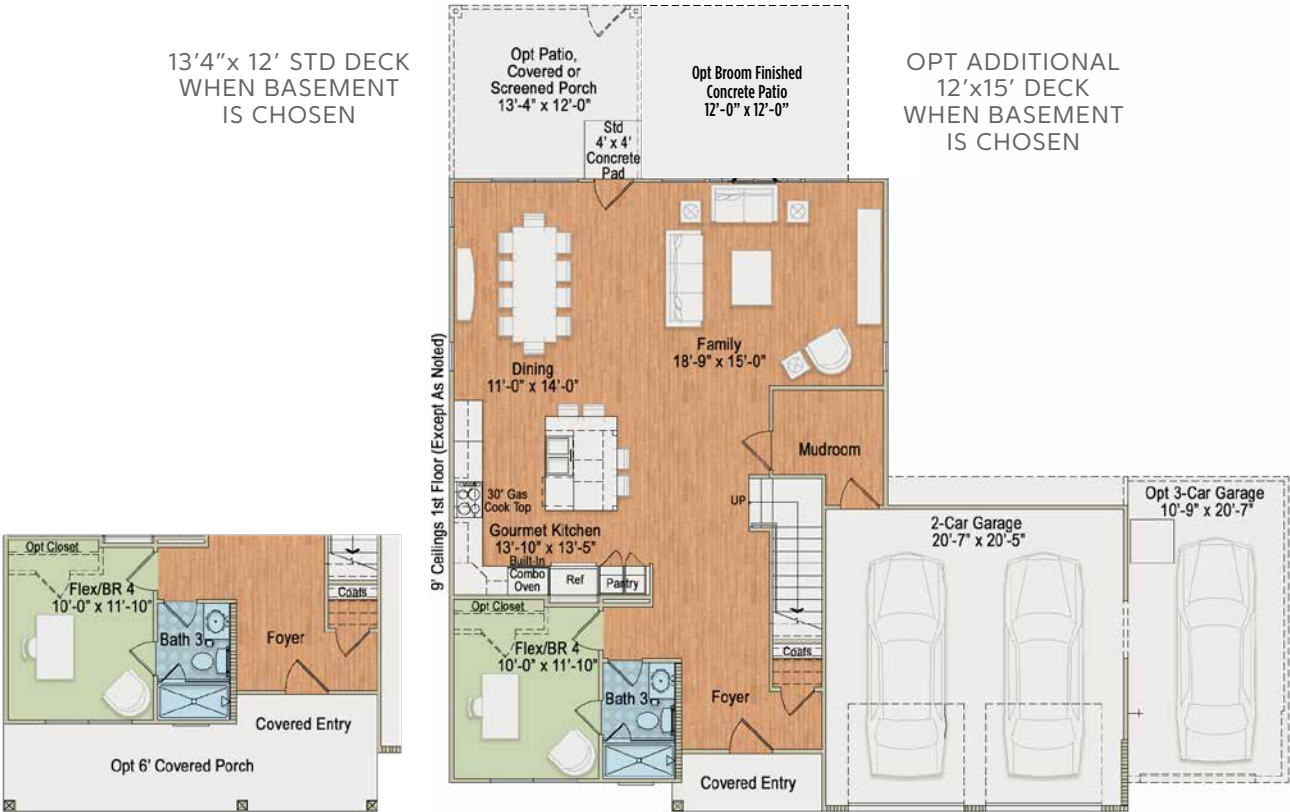 13'4"x 12' STD DECK
WHEN BASEMENT
IS CHOSEN
Opt Patio,
Covered or
Screened Porch
13'-4" x 12'-0"
Std
4' x 4'
Concrete
Pad
Opt Broom Finished
Concrete Patio
12'-0" x 12'-0"
OPT ADDITIONAL
12'x15' DECK
WHEN BASEMENT
IS CHOSEN
9' Ceilings 1st Floor (Except As Noted)
Dining
11'-0" x 14'-0"
Family
18'-9" x 15'-0"
Mudroom
UP
30" Gas
Cook Top
Gourmet Kitchen
13'-10" x 13'-5"
Built-In
Combo
Oven
Ref
Pantry
Opt Closet
Flex/BR 4
10'-0" x 11'-10"
Bath 3
Foyer
Coats
Covered Entry
2-Car Garage
20'-7" x 20'-5"
Opt 3-Car Garage
10'-9" x 20'-7"
Opt Closet
Flex/BR 4
10'-0" x 11'-10"
Bath 3
Foyer
Coats
Covered Entry
Opt 6' Covered Porch